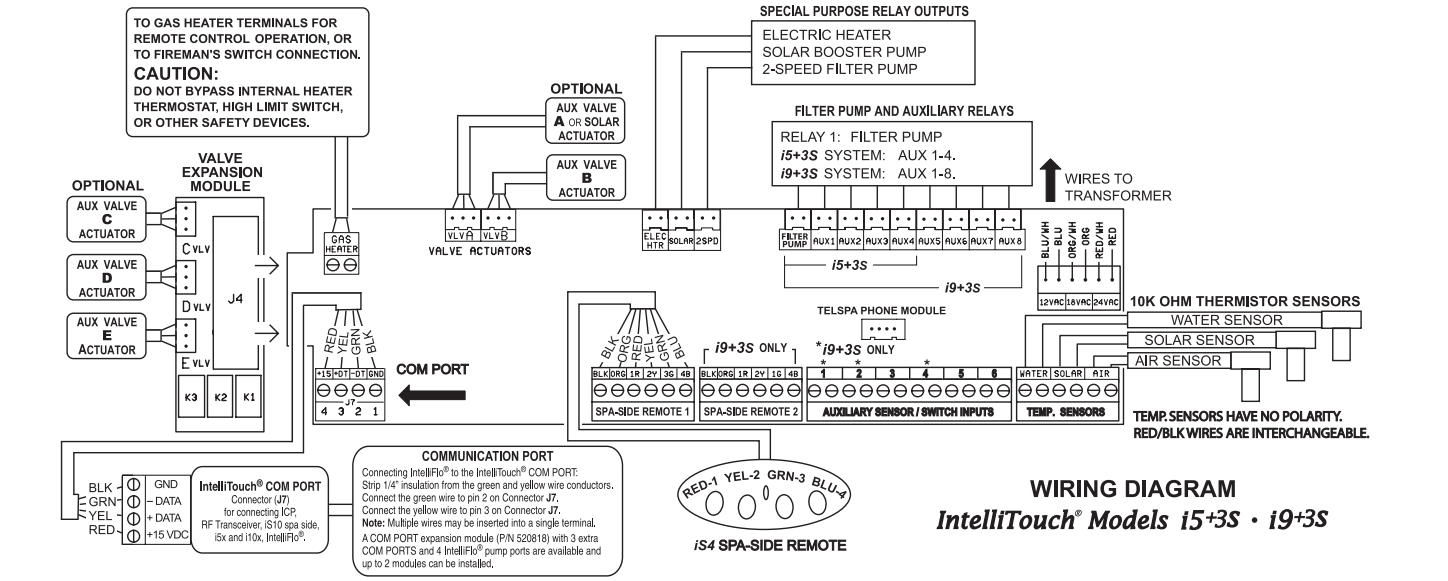 TO GAS HEATER TERMINALS FOR
REMOTE CONTROL OPERATION, OR
TO FIREMAN'S SWITCH CONNECTION.
CAUTION:
DO NOT BYPASS INTERNAL HEATER
THERMOSTAT, HIGH LIMIT SWITCH,
OR OTHER SAFETY DEVICES.
SPECIAL PURPOSE RELAY OUTPUTS
ELECTRIC HEATER
SOLAR BOOSTER PUMP
2-SPEED FILTER PUMP
OPTIONAL
AUX VALVE
A OR SOLAR
ACTUATOR
AUX VALVE
B
ACTUATOR
FILTER PUMP AND AUXILIARY RELAYS
RELAY 1: FILTER PUMP
i5+3S SYSTEM: AUX 1-4.
i9+3S SYSTEM: AUX 1-8.
WIRES TO
TRANSFORMER
VALVE
EXPANSION
MODULE
OPTIONAL
AUX VALVE
C
ACTUATOR
AUX VALVE
D
ACTUATOR
AUX VALVE
E
ACTUATOR
C VLV
D VLV
E VLV
J4
K3 K2 K1
GAS
HEATER
VLVA VLVB
VALVE ACTUATORS
ELEC
HTR
SOLAR
2SPD
FILTER
PUMP
AUX1 AUX2 AUX3 AUX4 AUX5 AUX6 AUX7 AUX8
i5+3S
i9+3S
BLU/WH
BLU
ORG/WH
ORG
RED/WH
RED
12VAC 18VAC 24VAC
10K OHM THERMISTOR SENSORS
WATER SENSOR
SOLAR SENSOR
AIR SENSOR
TELSPA PHONE MODULE
*i9+3S ONLY
RED
YEL
GRN
BLK
+15 +DT -DT GND
J7
4 3 2 1
COM PORT
BLK
ORG
RED
YEL
GRN
BLU
BLK ORG 1R 2Y 3G 4B
SPA-SIDE REMOTE 1
i9+3S ONLY
BLK ORG 1R 2Y 1G 4B
SPA-SIDE REMOTE 2
* * *
1 2 3 4 5 6
AUXILIARY SENSOR / SWITCH INPUTS
WATER SOLAR AIR
TEMP. SENSORS
TEMP. SENSORS HAVE NO POLARITY.
RED/BLK WIRES ARE INTERCHANGEABLE.
BLK
GRN
YEL
RED
GND
– DATA
+ DATA
+15 VDC
IntelliTouch® COM PORT
Connector (J7)
for connecting ICP,
RF Transceiver, iS10 spa side,
i5x and i10x, IntelliFlo®.
COMMUNICATION PORT
Connecting IntelliFlo® to the IntelliTouch® COM PORT:
Strip 1/4" insulation from the green and yellow wire conductors.
Connect the green wire to pin 2 on Connector J7.
Connect the yellow wire to pin 3 on Connector J7.
Note: Multiple wires may be inserted into a single terminal.
A COM PORT expansion module (P/N 520818) with 3 extra
COM PORTS and 4 IntelliFlo® pump ports are available and
up to 2 modules can be installed.
RED-1 YEL-2 GRN-3 BLU-4
iS4 SPA-SIDE REMOTE
WIRING DIAGRAM
IntelliTouch® Models i5+3S · i9+3S